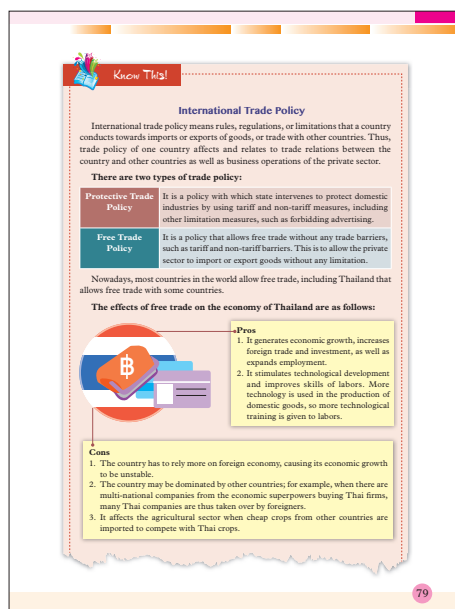 Know This!
International Trade Policy
International trade policy means rules, regulations, or limitations that a country
conducts towards imports or exports of goods, or trade with other countries. Thus,
trade policy of one country affects and relates to trade relations between the
country and other countries as well as business operations of the private sector.
There are two types of trade policy:
Protective Trade
Policy
It is a policy with which state intervenes to protect domestic
industries by using tariff and non-tariff measures, including
other limitation measures, such as forbidding advertising.
Free Trade
Policy
It is a policy that allows free trade without any trade barriers,
such as tariff and non-tariff barriers. This is to allow the private
sector to import or export goods without any limitation.
Nowadays, most countries in the world allow free trade, including Thailand that
allows free trade with some countries.
The effects of free trade on the economy of Thailand are as follows:
฿
Pros
1. It generates economic growth, increases
foreign trade and investment, as well as
expands employment.
2. It stimulates technological development
and improves skills of labors. More
technology is used in the production of
domestic goods, so more technological
training is given to labors.
Cons
1. The country has to rely more on foreign economy, causing its economic growth
to be unstable.
2. The country may be dominated by other countries; for example, when there are
multi-national companies from the economic superpowers buying Thai firms,
many Thai companies are thus taken over by foreigners.
3. It affects the agricultural sector when cheap crops from other countries are
imported to compete with Thai crops.
79